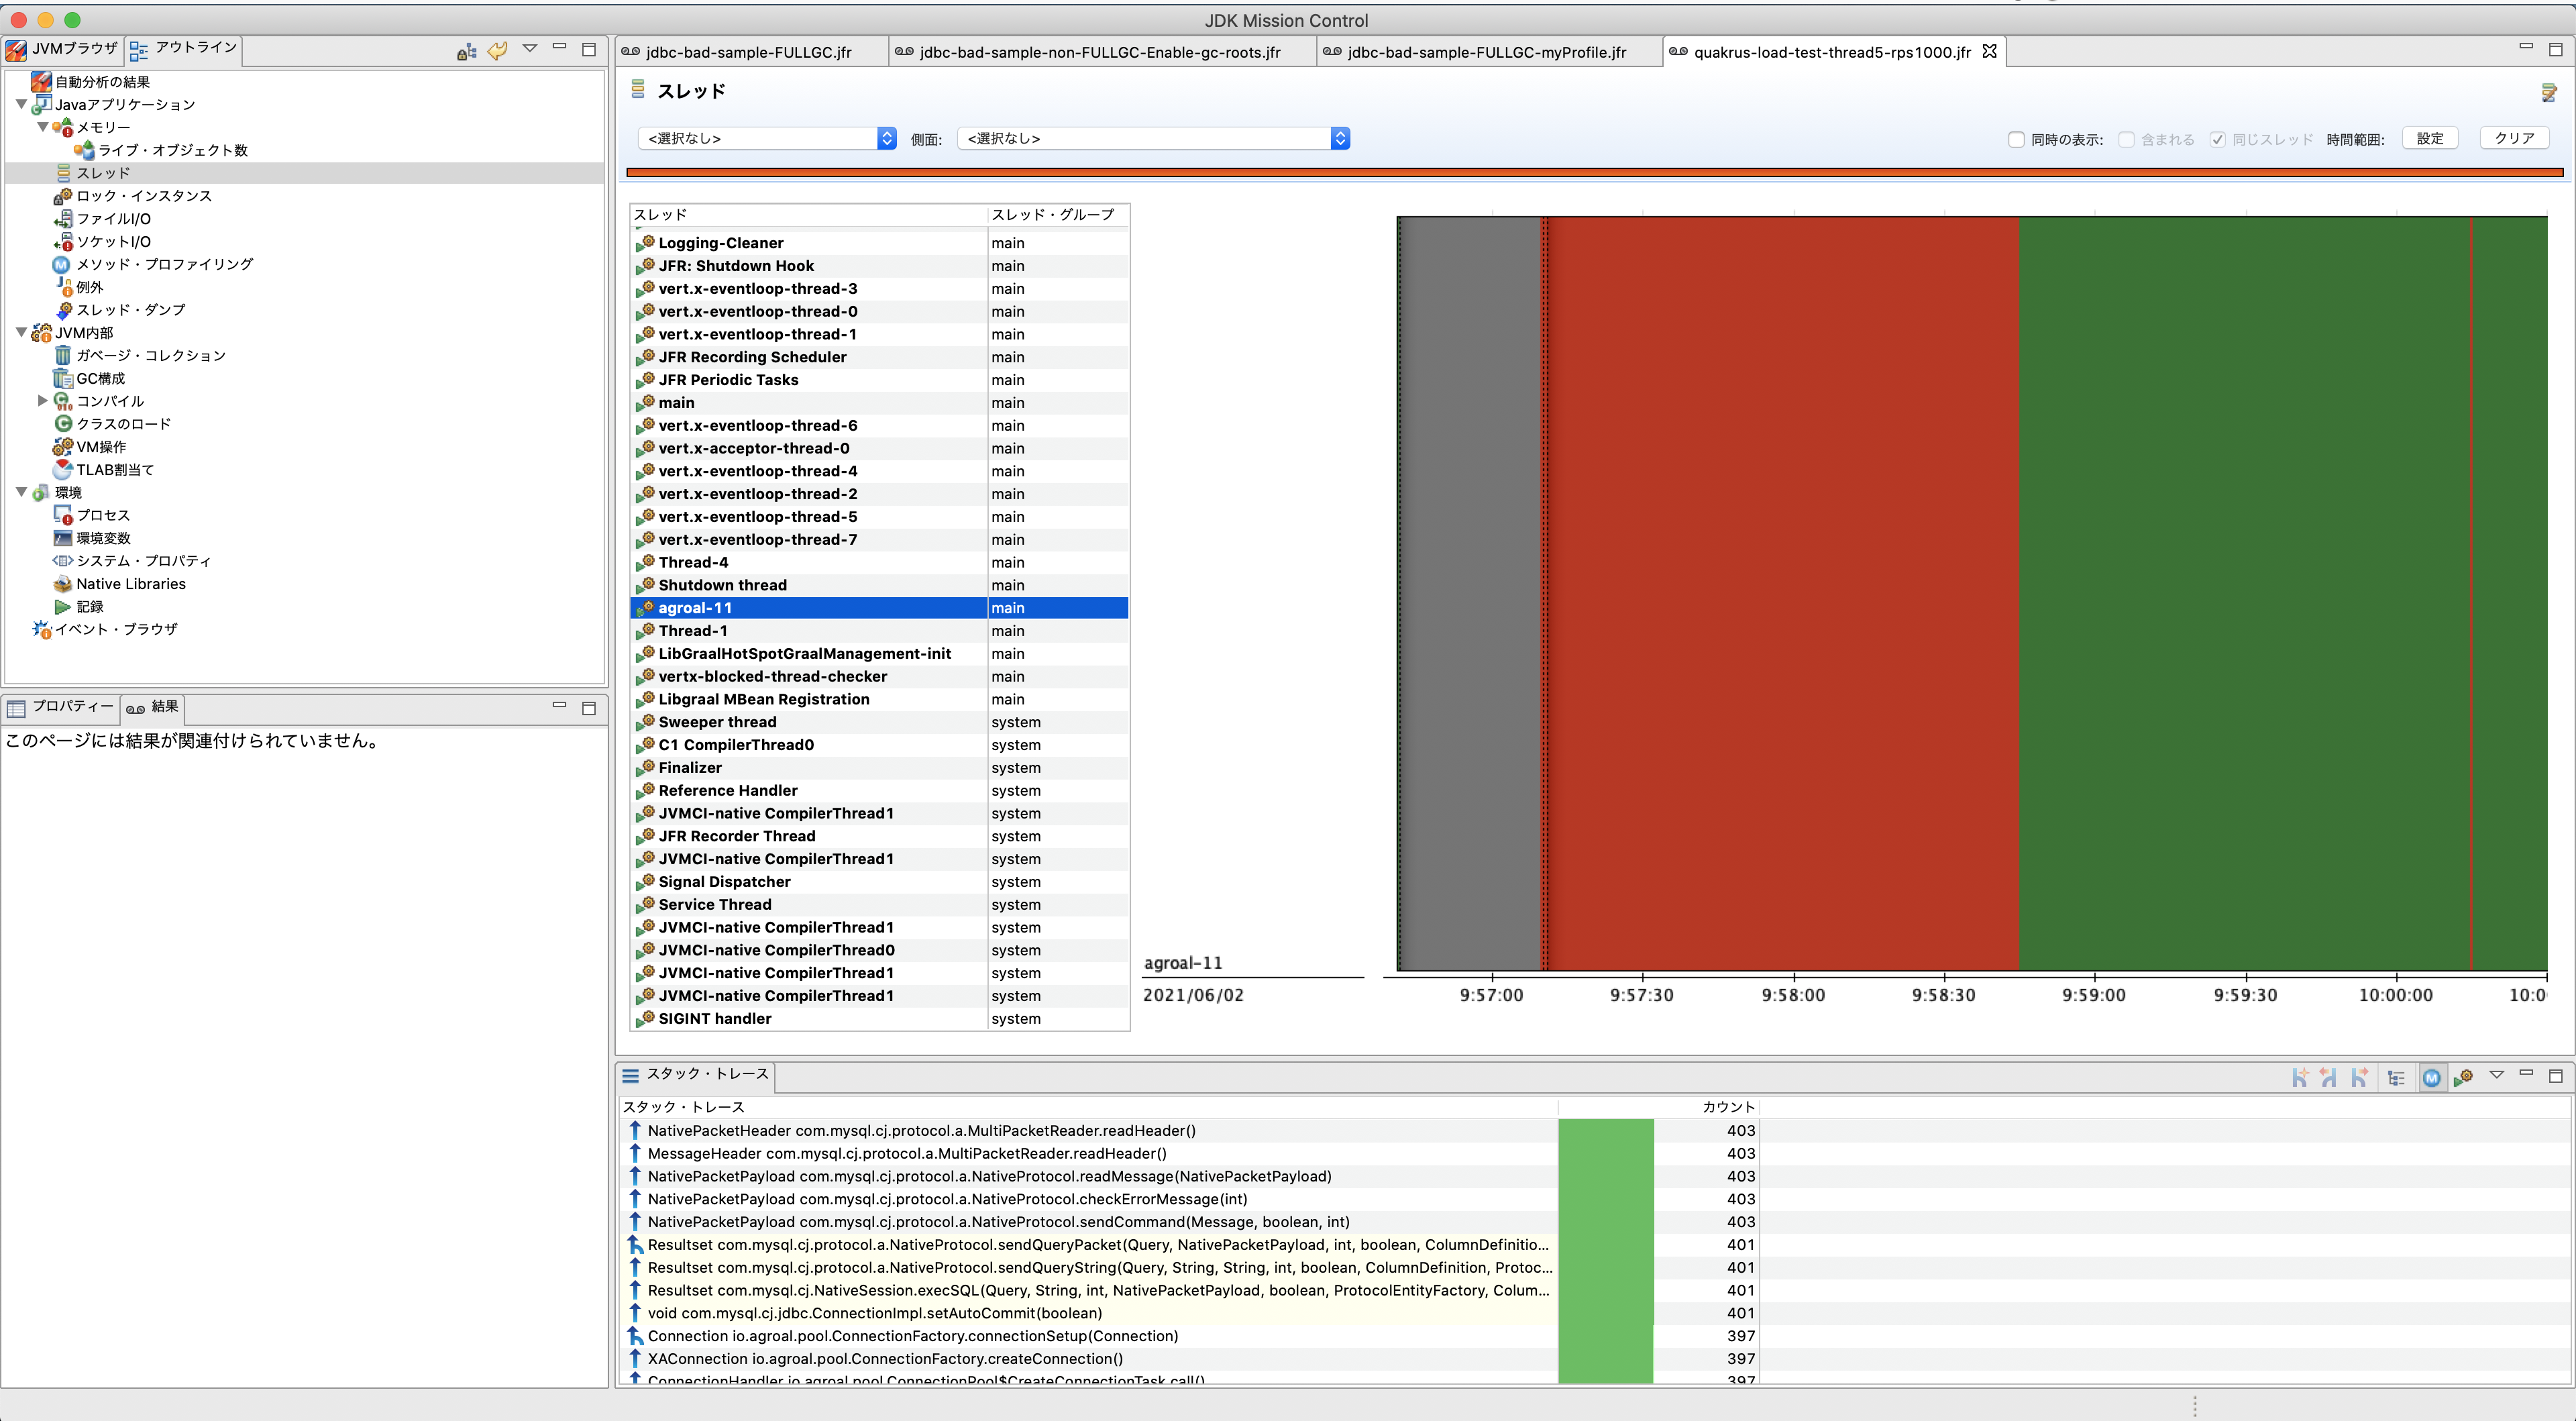 JDK Mission Control
JVMブラウザ
アウトライン
自動分析の結果
Javaアプリケーション
メモリー
ライブ・オブジェクト数
スレッド
ロック・インスタンス
ファイルI/O
ソケットI/O
メソッド・プロファイリング
例外
スレッド・ダンプ
JVM内部
ガベージ・コレクション
GC構成
コンパイル
クラスのロード
VM操作
TLAB割当て
環境
プロセス
環境変数
システム・プロパティ
Native Libraries
記録
イベント・ブラウザ
プロパティー
結果
このページには結果が関連付けられていません。
jdbc-bad-sample-FULLGC.jfr
jdbc-bad-sample-non-FULLGC-Enable-gc-roots.jfr
jdbc-bad-sample-FULLGC-myProfile.jfr
quakrus-load-test-thread5-rps1000.jfr
スレッド
<選択なし> 側面: <選択なし>
同時の表示: 含まれる 同じスレッド 時間範囲: 設定 クリア
スレッド スレッド・グループ
Logging-Cleaner main
JFR: Shutdown Hook main
vert.x-eventloop-thread-3 main
vert.x-eventloop-thread-0 main
vert.x-eventloop-thread-1 main
JFR Recording Scheduler main
JFR Periodic Tasks main
main main
vert.x-eventloop-thread-6 main
vert.x-acceptor-thread-0 main
vert.x-eventloop-thread-4 main
vert.x-eventloop-thread-2 main
vert.x-eventloop-thread-5 main
vert.x-eventloop-thread-7 main
Thread-4 main
Shutdown thread main
agroal-11 main
Thread-1 main
LibGraalHotSpotGraalManagement-init main
vertx-blocked-thread-checker main
Libgraal MBean Registration main
Sweeper thread system
C1 CompilerThread0 system
Finalizer system
Reference Handler system
JVMCI-native CompilerThread1 system
JFR Recorder Thread system
JVMCI-native CompilerThread1 system
Signal Dispatcher system
Service Thread system
JVMCI-native CompilerThread1 system
JVMCI-native CompilerThread0 system
JVMCI-native CompilerThread1 system
JVMCI-native CompilerThread1 system
SIGINT handler system
agroal-11
2021/06/02 9:57:00 9:57:30 9:58:00 9:58:30 9:59:00 9:59:30 10:00:00 10:0
スタック・トレース
スタック・トレース カウント
NativePacketHeader com.mysql.cj.protocol.a.MultiPacketReader.readHeader() 403
MessageHeader com.mysql.cj.protocol.a.MultiPacketReader.readHeader() 403
NativePacketPayload com.mysql.cj.protocol.a.NativeProtocol.readMessage(NativePacketPayload) 403
NativePacketPayload com.mysql.cj.protocol.a.NativeProtocol.checkErrorMessage(int) 403
NativePacketPayload com.mysql.cj.protocol.a.NativeProtocol.sendCommand(Message, boolean, int) 403
Resultset com.mysql.cj.protocol.a.NativeProtocol.sendQueryPacket(Query, NativePacketPayload, int, boolean, ColumnDefinitio... 401
Resultset com.mysql.cj.protocol.a.NativeProtocol.sendQueryString(Query, String, String, int, boolean, ColumnDefinition, Protoc... 401
Resultset com.mysql.cj.NativeSession.execSQL(Query, String, int, NativePacketPayload, boolean, ProtocolEntityFactory, Colum... 401
void com.mysql.cj.jdbc.ConnectionImpl.setAutoCommit(boolean) 401
Connection io.agroal.pool.ConnectionFactory.connectionSetup(Connection) 397
XAConnection io.agroal.pool.ConnectionFactory.createConnection() 397
ConnectionHandler io.agroal.pool.ConnectionPool$CreateConnectionTask.call() 397